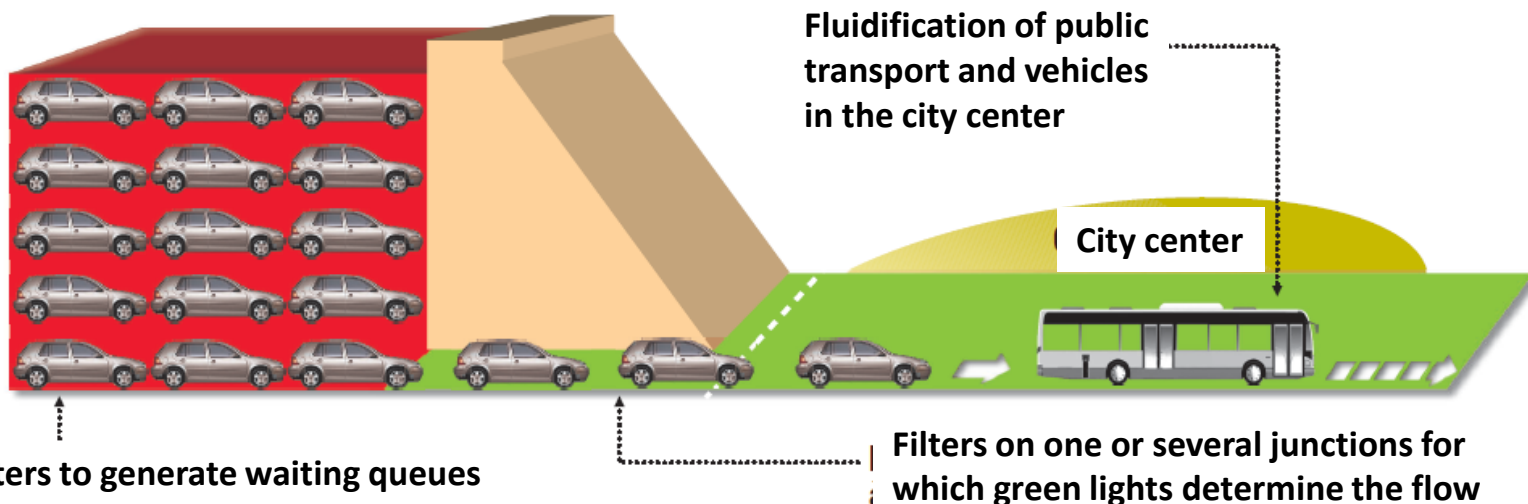 Fluidification of public
transport and vehicles
in the city center
City center
Filters on one or several junctions for
which green lights determine the flow
ters to generate waiting queues